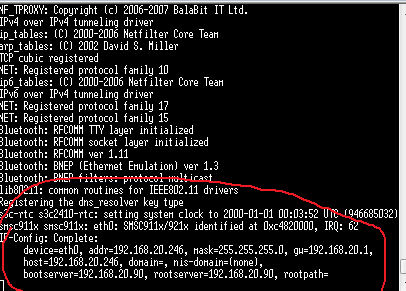 NF_TPROXY: Copyright (c) 2006-2007 BalaBit IT Ltd.
IPv4 over IPv4 tunneling driver
ip_tables: (C) 2000-2006 Netfilter Core Team
arp_tables: (C) 2002 David S. Miller
TCP cubic registered
NET: Registered protocol family 10
ip6_tables: (C) 2000-2006 Netfilter Core Team
IPv6 over IPv4 tunneling driver
NET: Registered protocol family 17
NET: Registered protocol family 15
Bluetooth: RFCOMM TTY layer initialized
Bluetooth: RFCOMM socket layer initialized
Bluetooth: RFCOMM ver 1.11
Bluetooth: BNEP (Ethernet Emulation) ver 1.3
Bluetooth: BNEP filters: protocol multicast
lib80211: common routines for IEEE802.11 drivers
Registering the dns_resolver key type
s3c-rtc s3c2410-rtc: setting system clock to 2000-01-01 00:03:52 UTC (946685032)
smsc911x smsc911x: eth0: SMSC911x/921x identified at 0xc4820000, IRQ: 62
IP-Config: Complete:
device=eth0, addr=192.168.20.246, mask=255.255.255.0, gw=192.168.20.1,
host=192.168.20.246, domain=, nis-domain=(none),
bootserver=192.168.20.90, rootserver=192.168.20.90, rootpath=